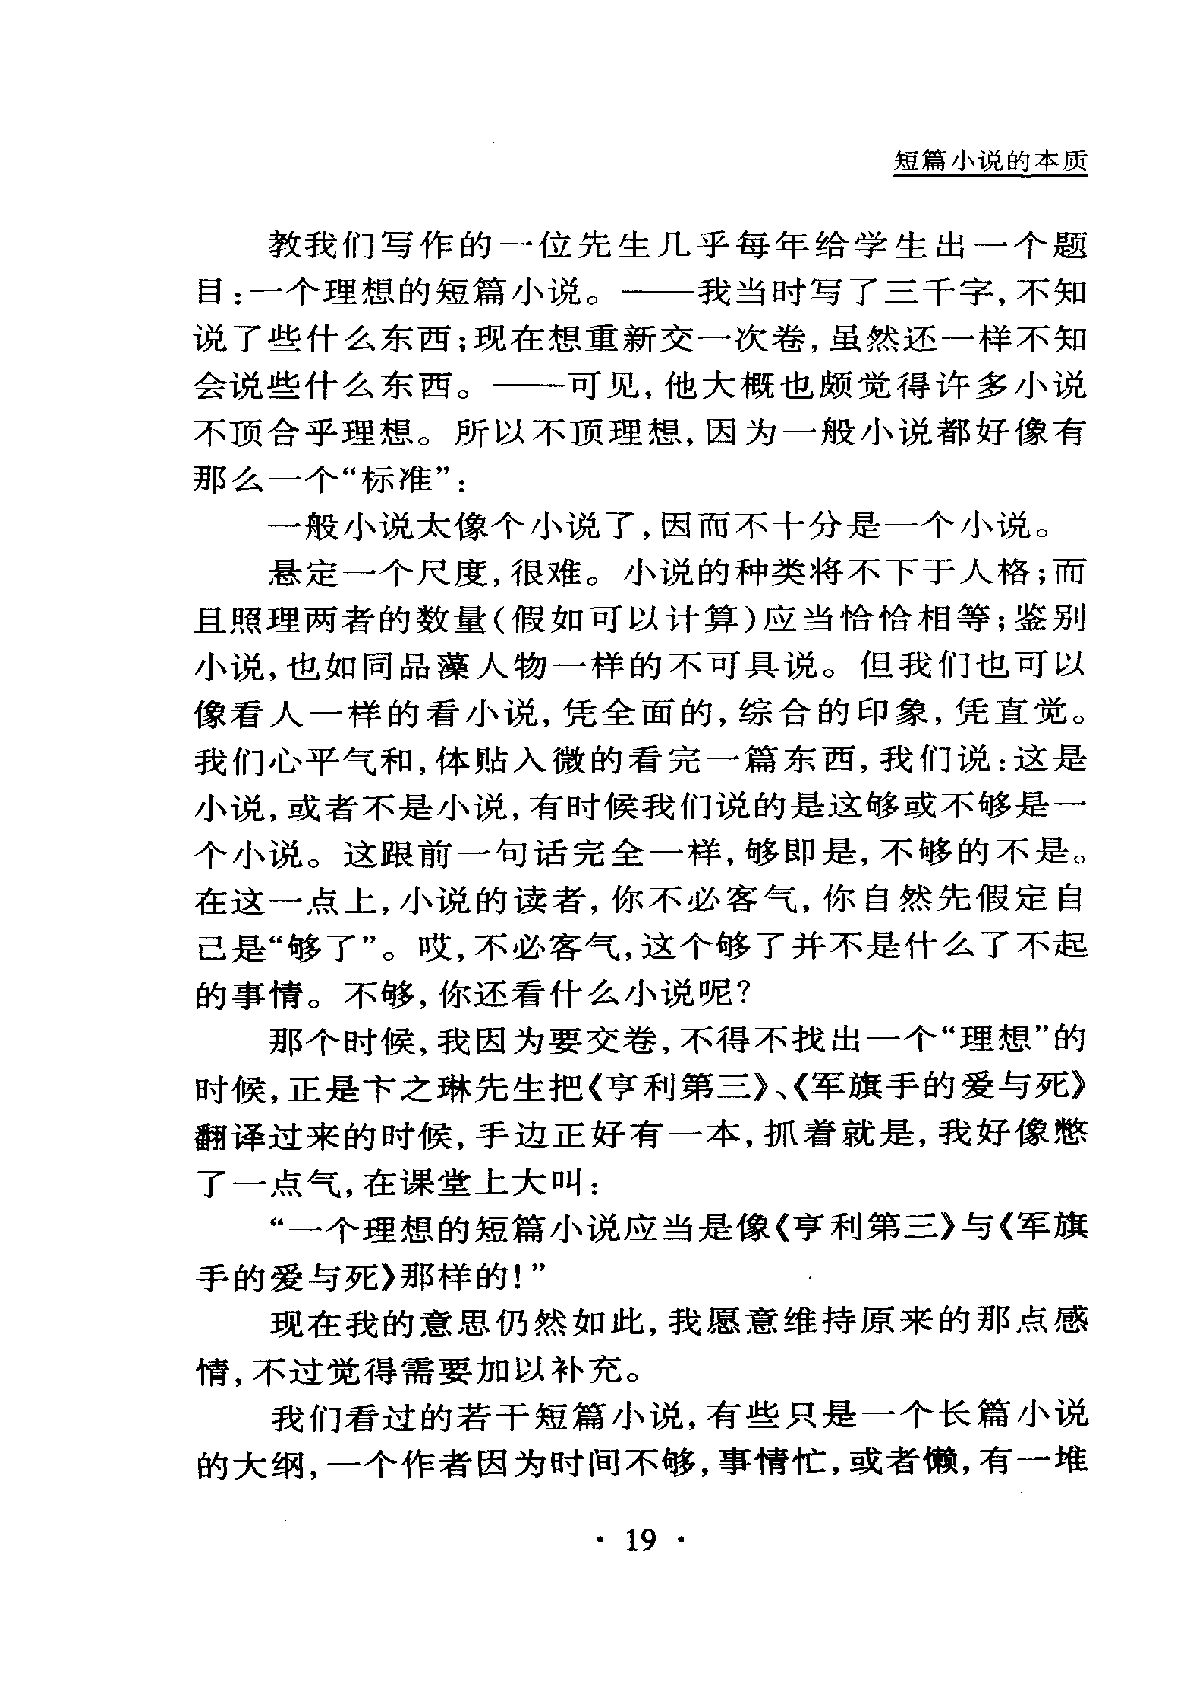 短篇小说的本质
教我们写作的一位先生几乎每年给学生出一个题
目:一个理想的短篇小说。——我当时写了三千字,不知
说了些什么东西;现在想重新交一次卷,虽然还一样不知
会说些什么东西。——可见,他大概也颇觉得许多小说
不顶合乎理想。所以不顶理想,因为一般小说都好像有
那么一个“标准”:
一般小说太像个小说了,因而不十分是一个小说。
悬定一个尺度,很难。小说的种类将不下于人格;而
且照理两者的数量(假如可以计算)应当恰恰相等;鉴别
小说,也如同品藻人物一样的不可具说。但我们也可以
像看人一样的看小说,凭全面的,综合的印象,凭直觉。
我们心平气和,体贴入微的看完一篇东西,我们说:这是
小说,或者不是小说,有时候我们说的是这够或不够是一
个小说。这跟前一句话完全一样,够即是,不够的不是。
在这一点上,小说的读者,你不必客气,你自然先假定自
己是“够了”。哎,不必客气,这个够了并不是什么了不起
的事情。不够,你还看什么小说呢?
那个时候,我因为要交卷,不得不找出一个“理想”的
时候,正是卞之琳先生把《亨利第三》、《军旗手的爱与死》
翻译过来的时候,手边正好有一本,抓着就是,我好像憋
了一点气,在课堂上大叫:
“一个理想的短篇小说应当是像《亨利第三》与《军旗
手的爱与死》那样的!”
现在我的意思仍然如此,我愿意维持原来的那点感
情,不过觉得需要加以补充。
我们看过的若干短篇小说,有些只是一个长篇小说
的大纲,一个作者因为时间不够,事情忙,或者懒,有一堆
· 19 ·